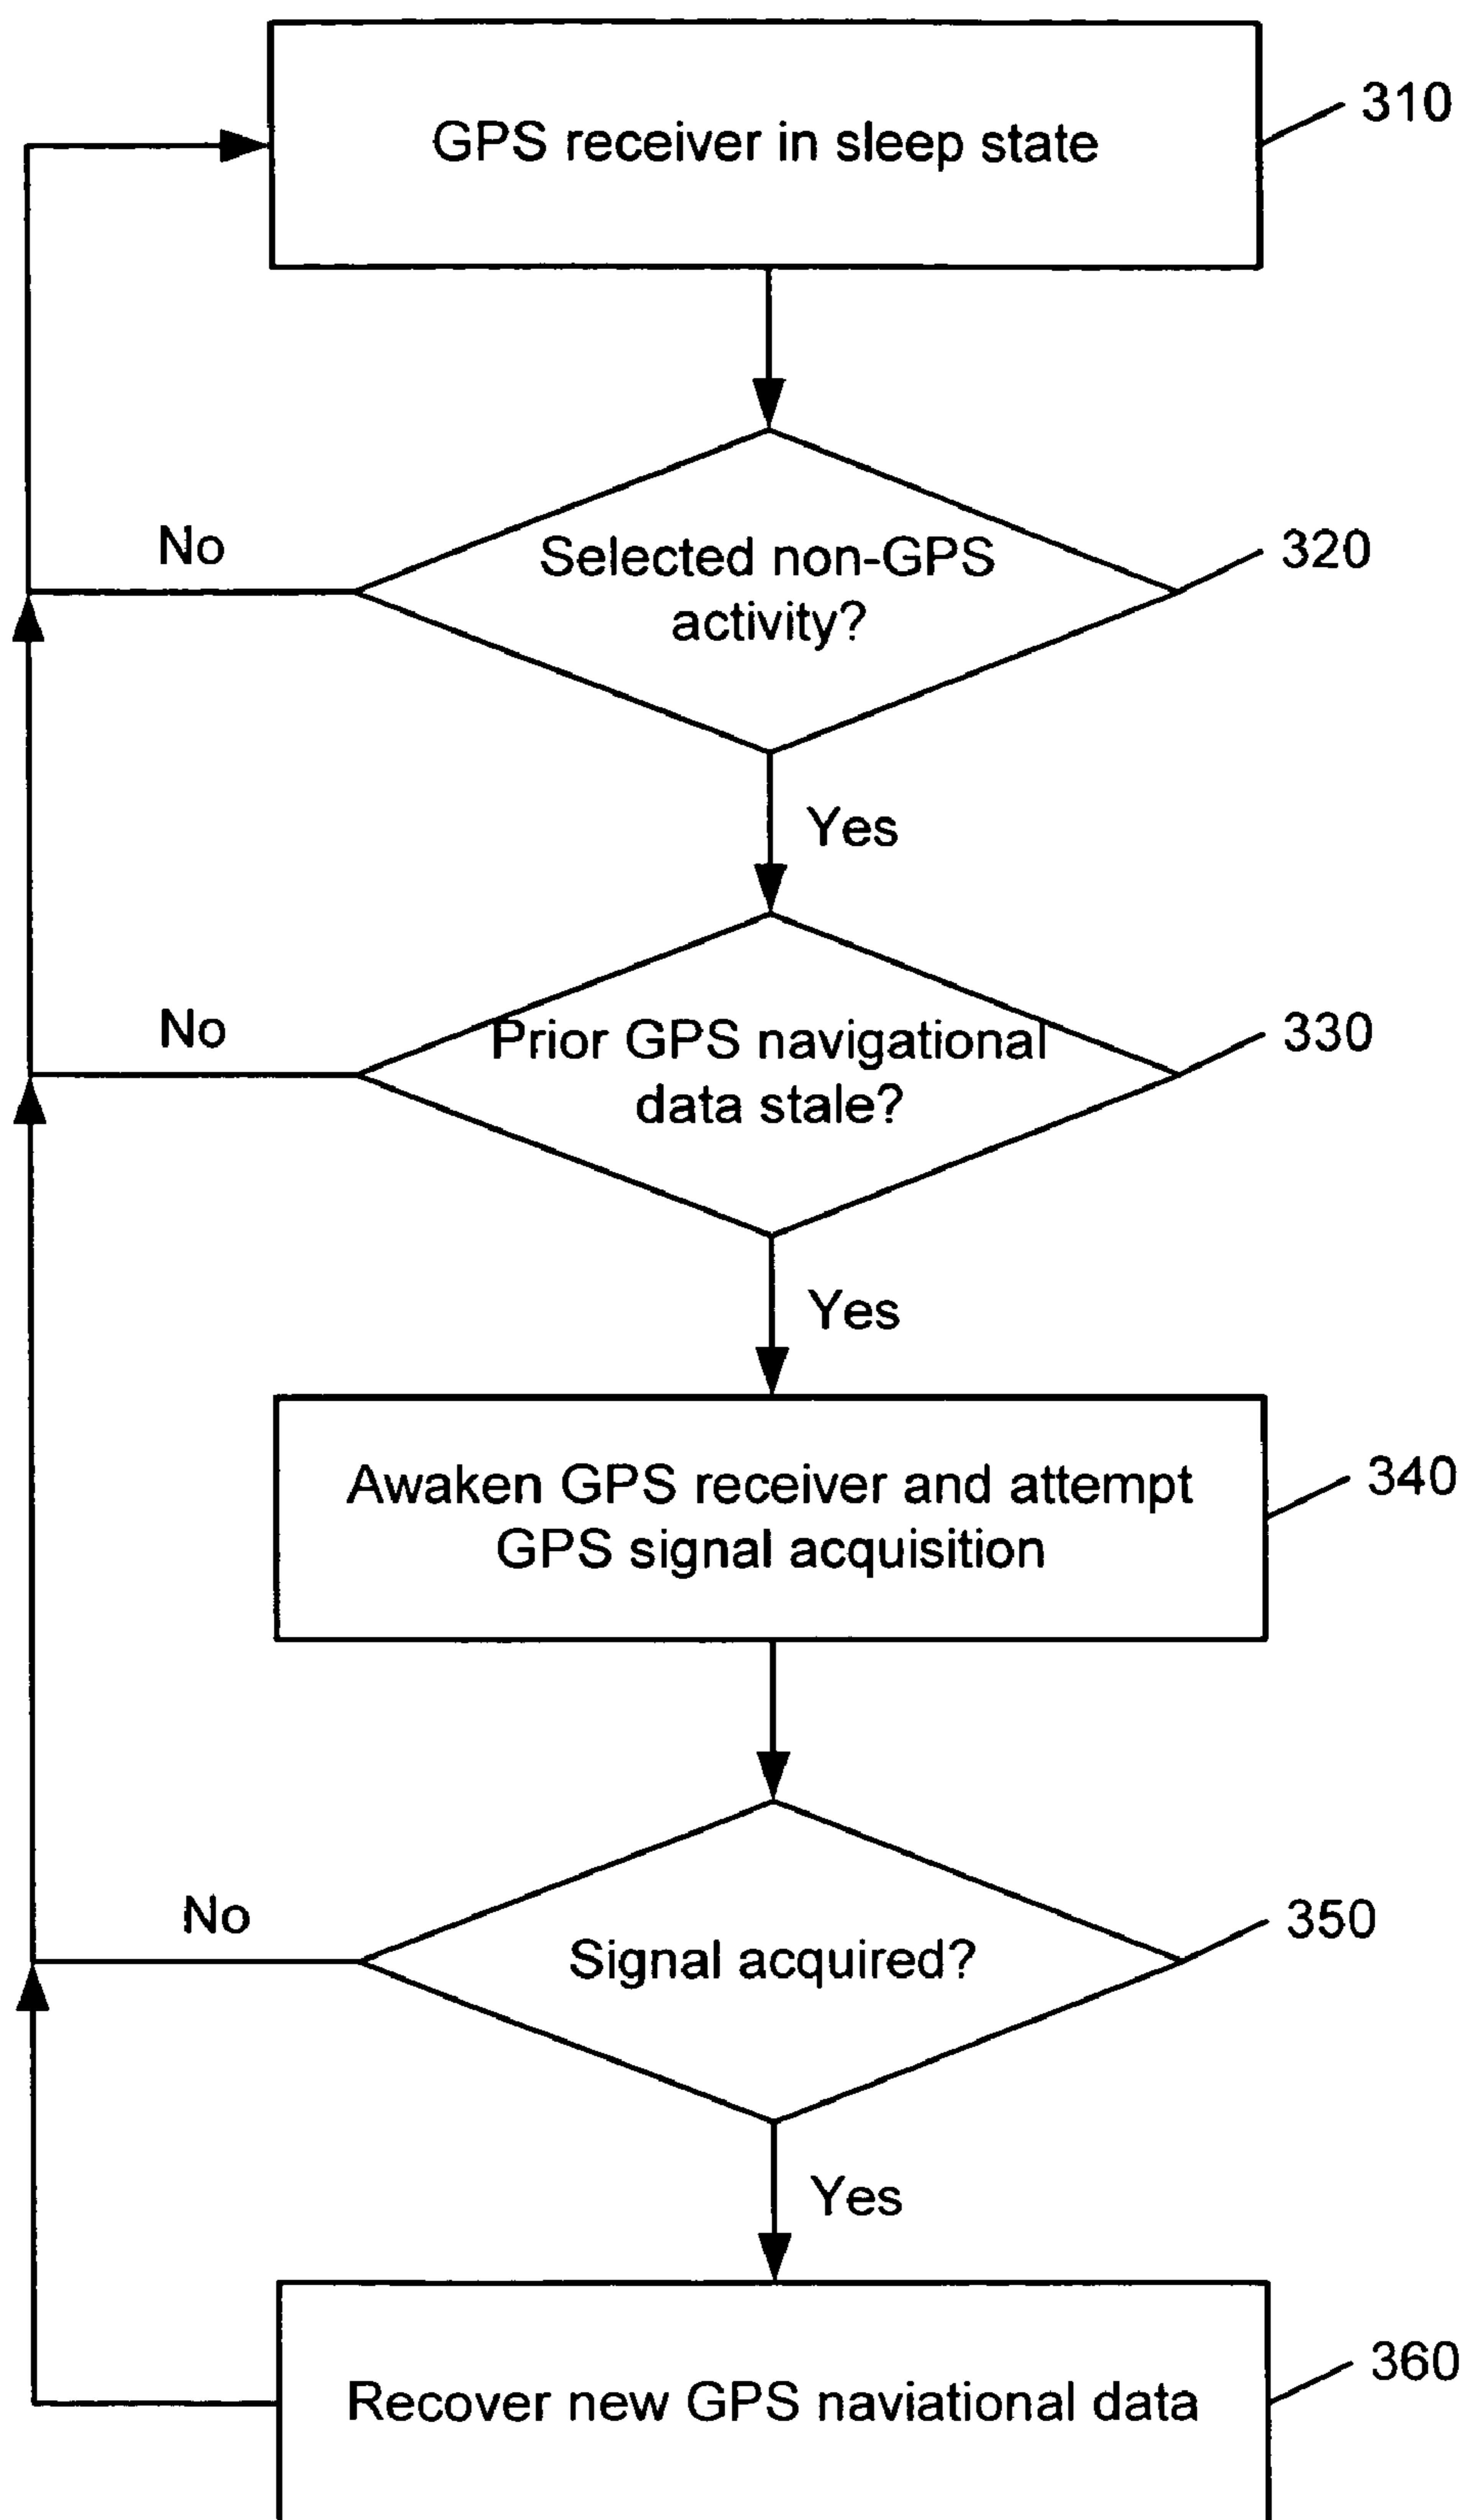 GPS receiver in sleep state
310
No
Selected non-GPS
activity?
320
Yes
No
Prior GPS navigational
data stale?
330
Yes
Awaken GPS receiver and attempt
GPS signal acquisition
340
No
Signal acquired?
350
Yes
Recover new GPS naviational data
360